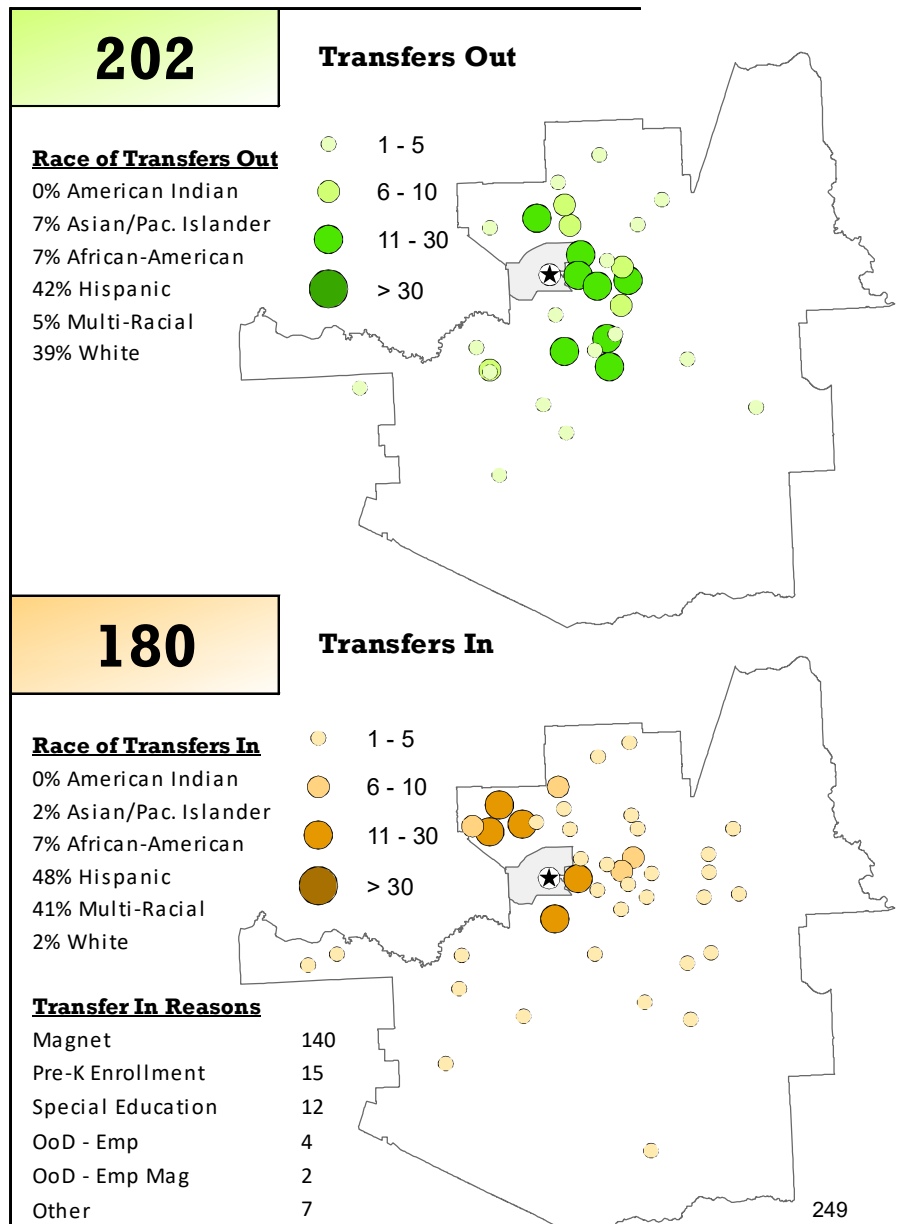 202
Transfers Out
Race of Transfers Out
0% American Indian
7% Asian/Pac. Islander
7% African-American
42% Hispanic
5% Multi-Racial
39% White
1 - 5
6 - 10
11 - 30
> 30
180
Transfers In
Race of Transfers In
0% American Indian
2% Asian/Pac. Islander
7% African-American
48% Hispanic
41% Multi-Racial
2% White
1 - 5
6 - 10
11 - 30
> 30
Transfer In Reasons
Magnet 140
Pre-K Enrollment 15
Special Education 12
OoD - Emp 4
OoD - Emp Mag 2
Other 7
249